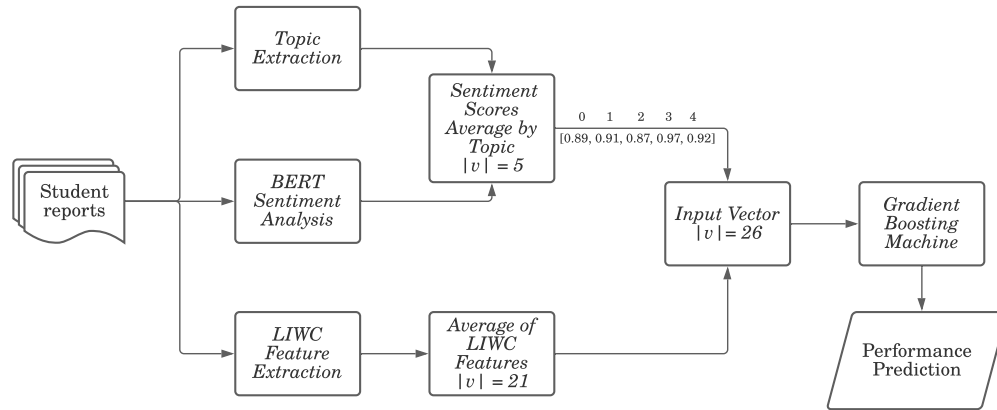 Topic
Extraction
Sentiment
Scores
Average by
Topic
|v| = 5
0 1 2 3 4
[0.89, 0.91, 0.87, 0.97, 0.92]
Student
reports
BERT
Sentiment
Analysis
Input Vector
|v|= 26
Gradient
Boosting
Machine
LIWC
Feature
Extraction
Average of
LIWC
Features
|v| = 21
Performance
Prediction